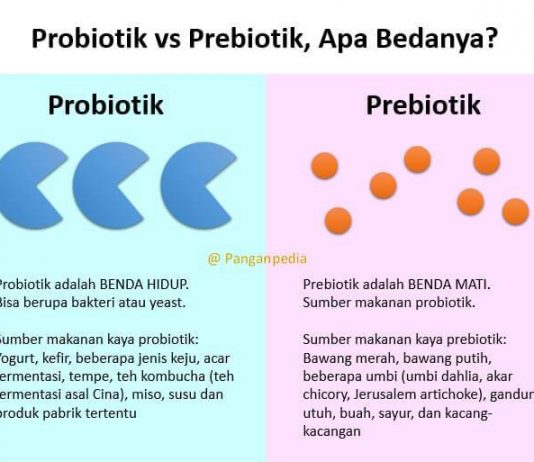 Probiotik vs Prebiotik, Apa Bedanya?
Probiotik
@ Panganpedia
Probiotik adalah BENDA HIDUP.
Bisa berupa bakteri atau yeast.
Sumber makanan kaya probiotik:
Yogurt, kefir, beberapa jenis keju, acar
fermentasi, tempe, teh kombucha (teh
fermentasi asal Cina), miso, susu dan
produk pabrik tertentu
Prebiotik
Prebiotik adalah BENDA MATI.
Sumber makanan probiotik.
Sumber makanan kaya prebiotik:
Bawang merah, bawang putih,
beberapa umbi (umbi dahlia, akar
chicory, Jerusalem artichoke), gandum
utuh, buah, sayur, dan kacang-
kacangan